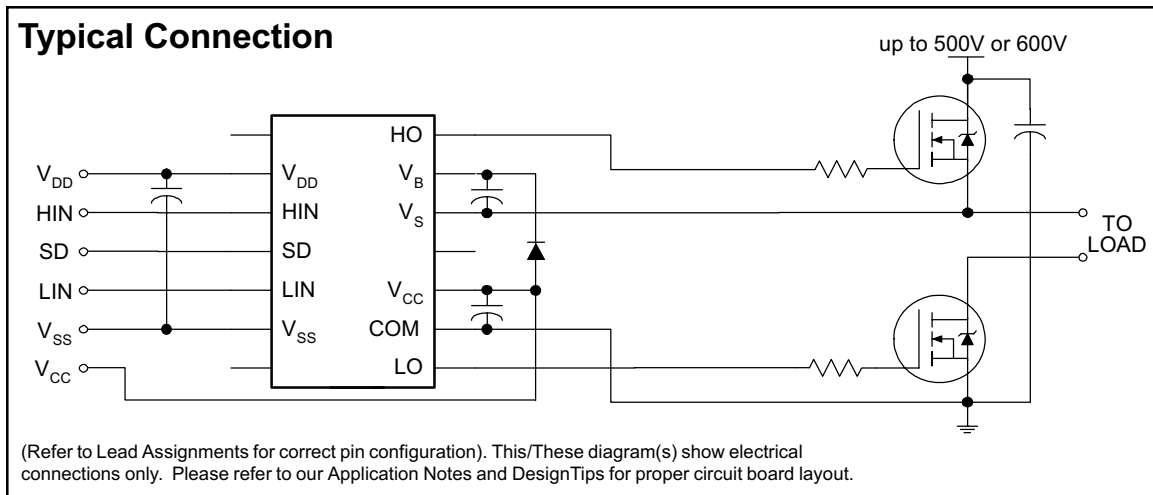 Typical Connection
up to 500V or 600V
HO
VDD
VDD
VB
HIN
HIN
VS
TO
LOAD
SD
SD
LIN
LIN
VCC
VSS
VSS
COM
VCC
LO
(Refer to Lead Assignments for correct pin configuration). This/These diagram(s) show electrical
connections only. Please refer to our Application Notes and DesignTips for proper circuit board layout.